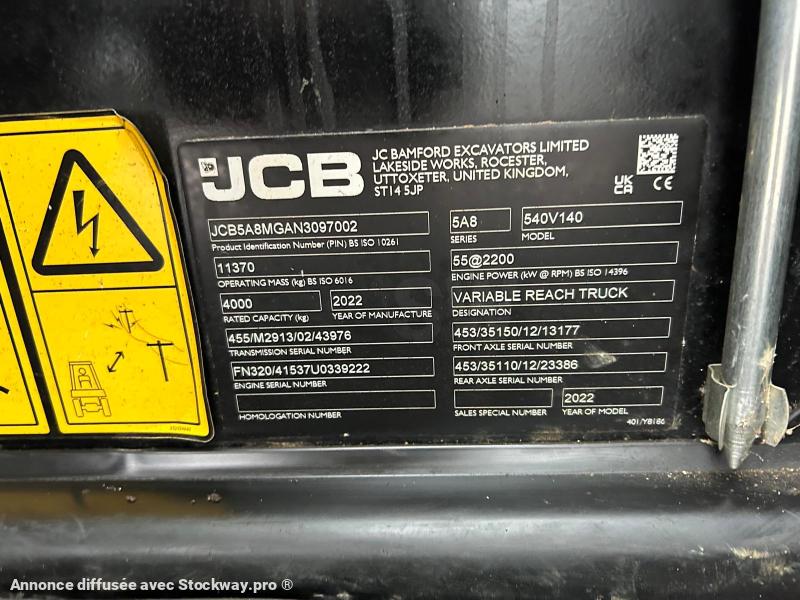 JCB
JC BAMFORD EXCAVATORS LIMITED
LAKESIDE WORKS, ROCESTER,
UTTOXETER, UNITED KINGDOM,
ST14 5JP
UK
CA
CE
JCB5A8MGAN3097002
Product Identification Number (PIN) BS ISO 10261
5A8
SERIES
540V140
MODEL
11370
OPERATING MASS (kg) BS ISO 6016
55@2200
ENGINE POWER (kW @ RPM) BS ISO 14396
4000
RATED CAPACITY (kg)
2022
YEAR OF MANUFACTURE
VARIABLE REACH TRUCK
DESIGNATION
455/M2913/02/43976
TRANSMISSION SERIAL NUMBER
453/35150/12/13177
FRONT AXLE SERIAL NUMBER
FN320/41537U0339222
ENGINE SERIAL NUMBER
453/35110/12/23386
REAR AXLE SERIAL NUMBER
HOMOLOGATION NUMBER
SALES SPECIAL NUMBER
2022
YEAR OF MODEL
401/Y8186
Annonce diffusée avec Stockway.pro ®